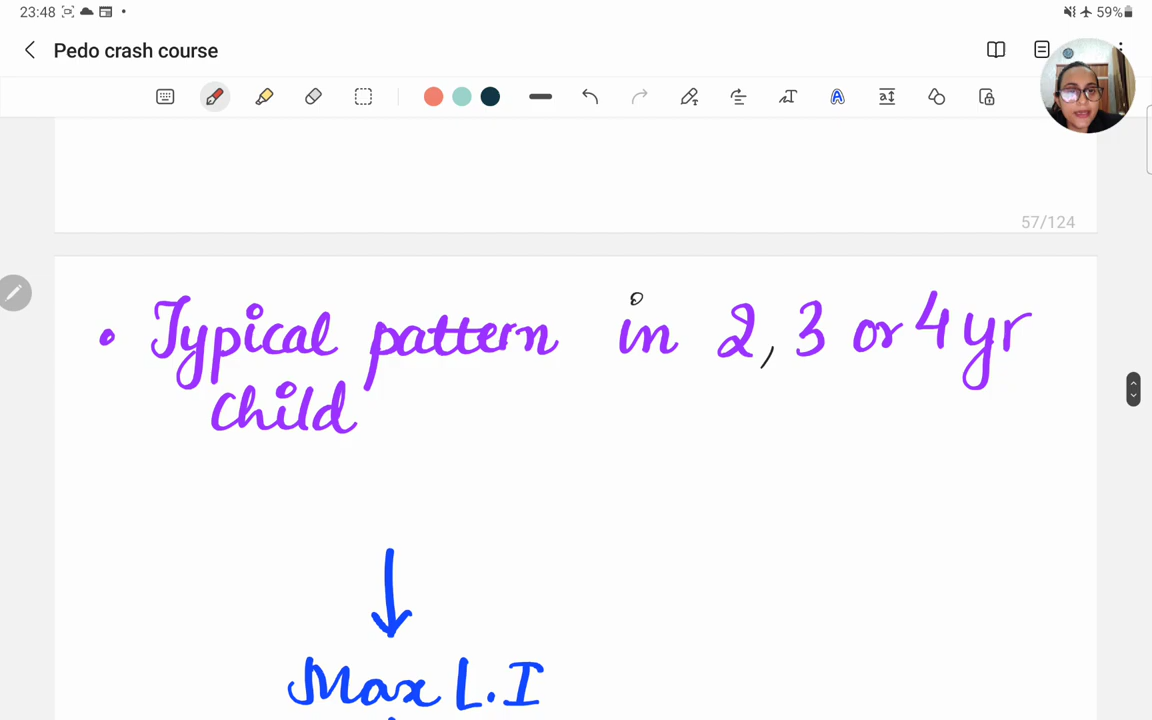 23:48
59%
Pedo crash course
57/124
• Typical pattern in 2, 3 or 4 yr
child
Max L.I